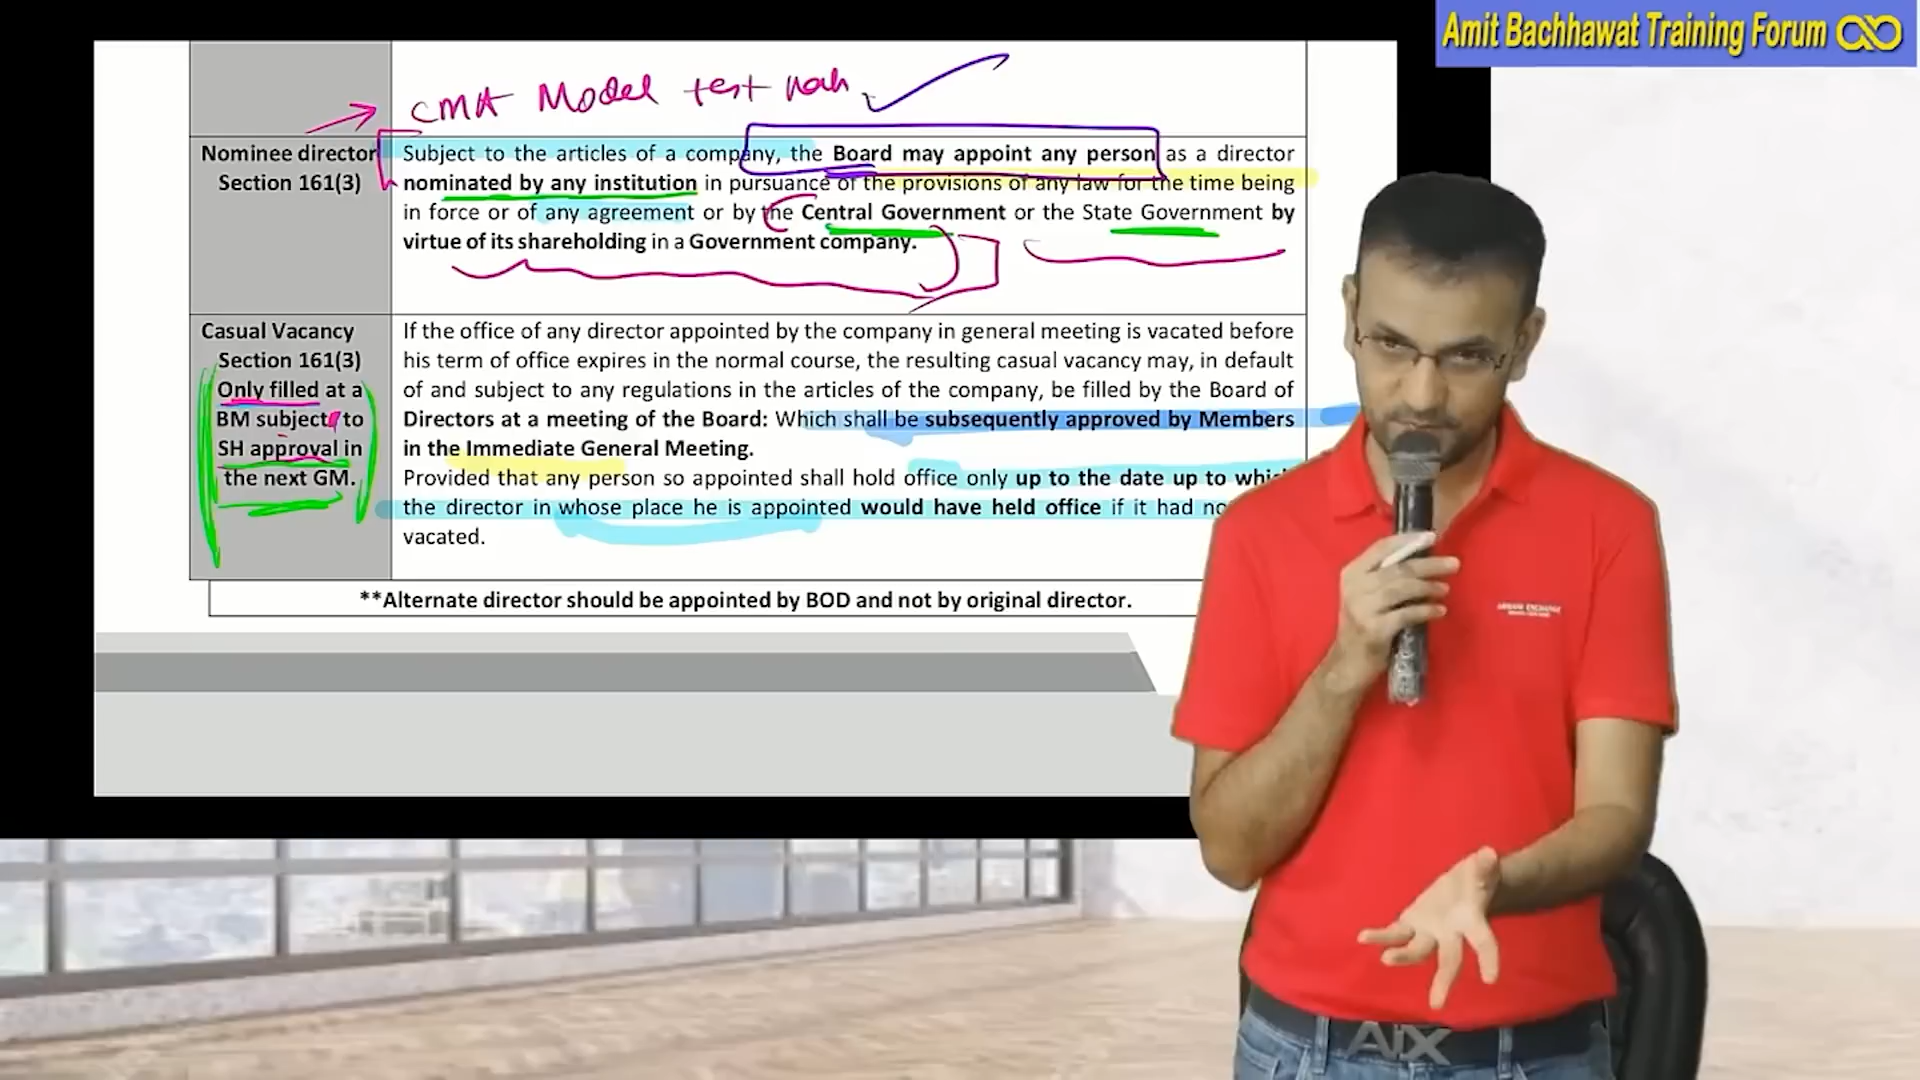 Amit Bachhawat Training Forum
CMA Model test
Nominee director
Section 161(3)
Subject to the articles of a company, the Board may appoint any person as a director
nominated by any institution in pursuance of the provisions of any law for the time being
in force or of any agreement or by the Central Government or the State Government by
virtue of its shareholding in a Government company.
Casual Vacancy
Section 161(3)
Only filled at a
BM subject to
SH approval in
the next GM.
If the office of any director appointed by the company in general meeting is vacated before
his term of office expires in the normal course, the resulting casual vacancy may, in default
of and subject to any regulations in the articles of the company, be filled by the Board of
Directors at a meeting of the Board: Which shall be subsequently approved by Members
in the Immediate General Meeting.
Provided that any person so appointed shall hold office only up to the date up to
the director in whose place he is appointed would have held office if it had
vacated.
**Alternate director should be appointed by BOD and not by original director.
AIX